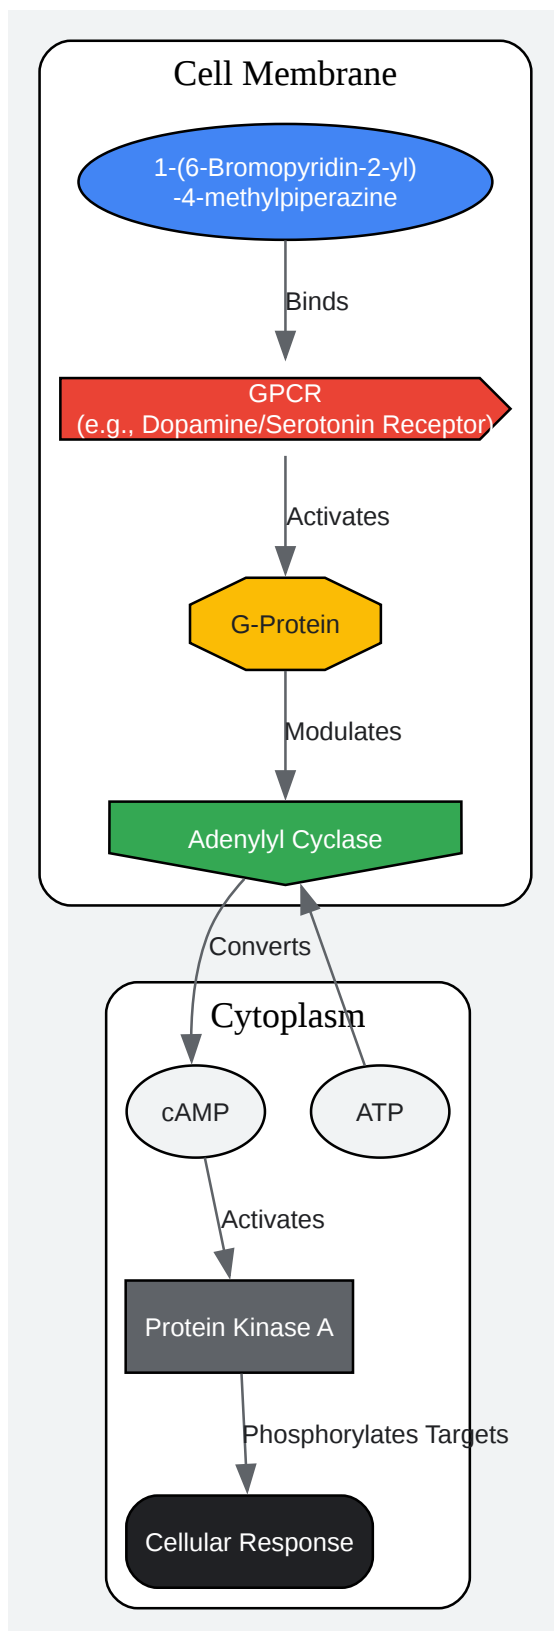 Cell Membrane
1-(6-Bromopyridin-2-yl)
-4-methylpiperazine
Binds
GPCR
(e.g., Dopamine/Serotonin Receptor)
Activates
G-Protein
Modulates
Adenylyl Cyclase
Converts
Cytoplasm
cAMP
ATP
Activates
Protein Kinase A
Phosphorylates Targets
Cellular Response